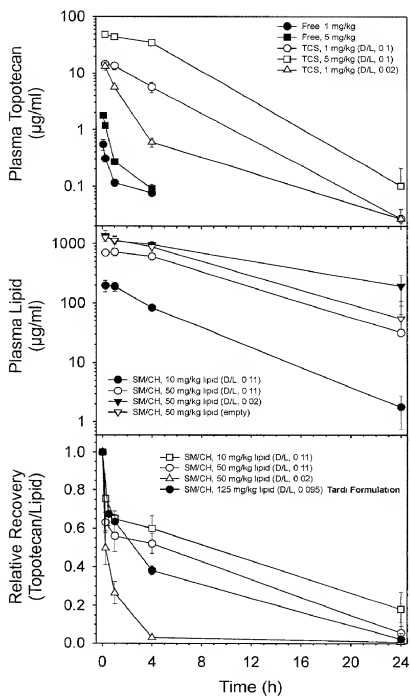 100
10
1
0.1
Plasma Topotecan
(µg/ml)
Free 1 mg/kg
Free, 5 mg/kg
TCS, 1 mg/kg (D/L, 0 1)
TCS, 5 mg/kg (D/L, 0 1)
TCS, 1 mg/kg (D/L, 0 02)
1000
100
10
1
Plasma Lipid
(µg/ml)
SM/CH, 10 mg/kg lipid (D/L, 0 11)
SM/CH, 50 mg/kg lipid (D/L, 0 11)
SM/CH, 50 mg/kg lipid (D/L, 0 02)
SM/CH, 50 mg/kg lipid (empty)
1.0
0.8
0.6
0.4
0.2
0.0
Relative Recovery
(Topotecan/Lipid)
SM/CH, 10 mg/kg lipid (D/L, 0 11)
SM/CH, 50 mg/kg lipid (D/L, 0 11)
SM/CH, 50 mg/kg lipid (D/L, 0 02)
SM/CH, 125 mg/kg lipid (D/L, 0 095) Tardi Formulation
0 4 8 12 16 20 24
Time (h)